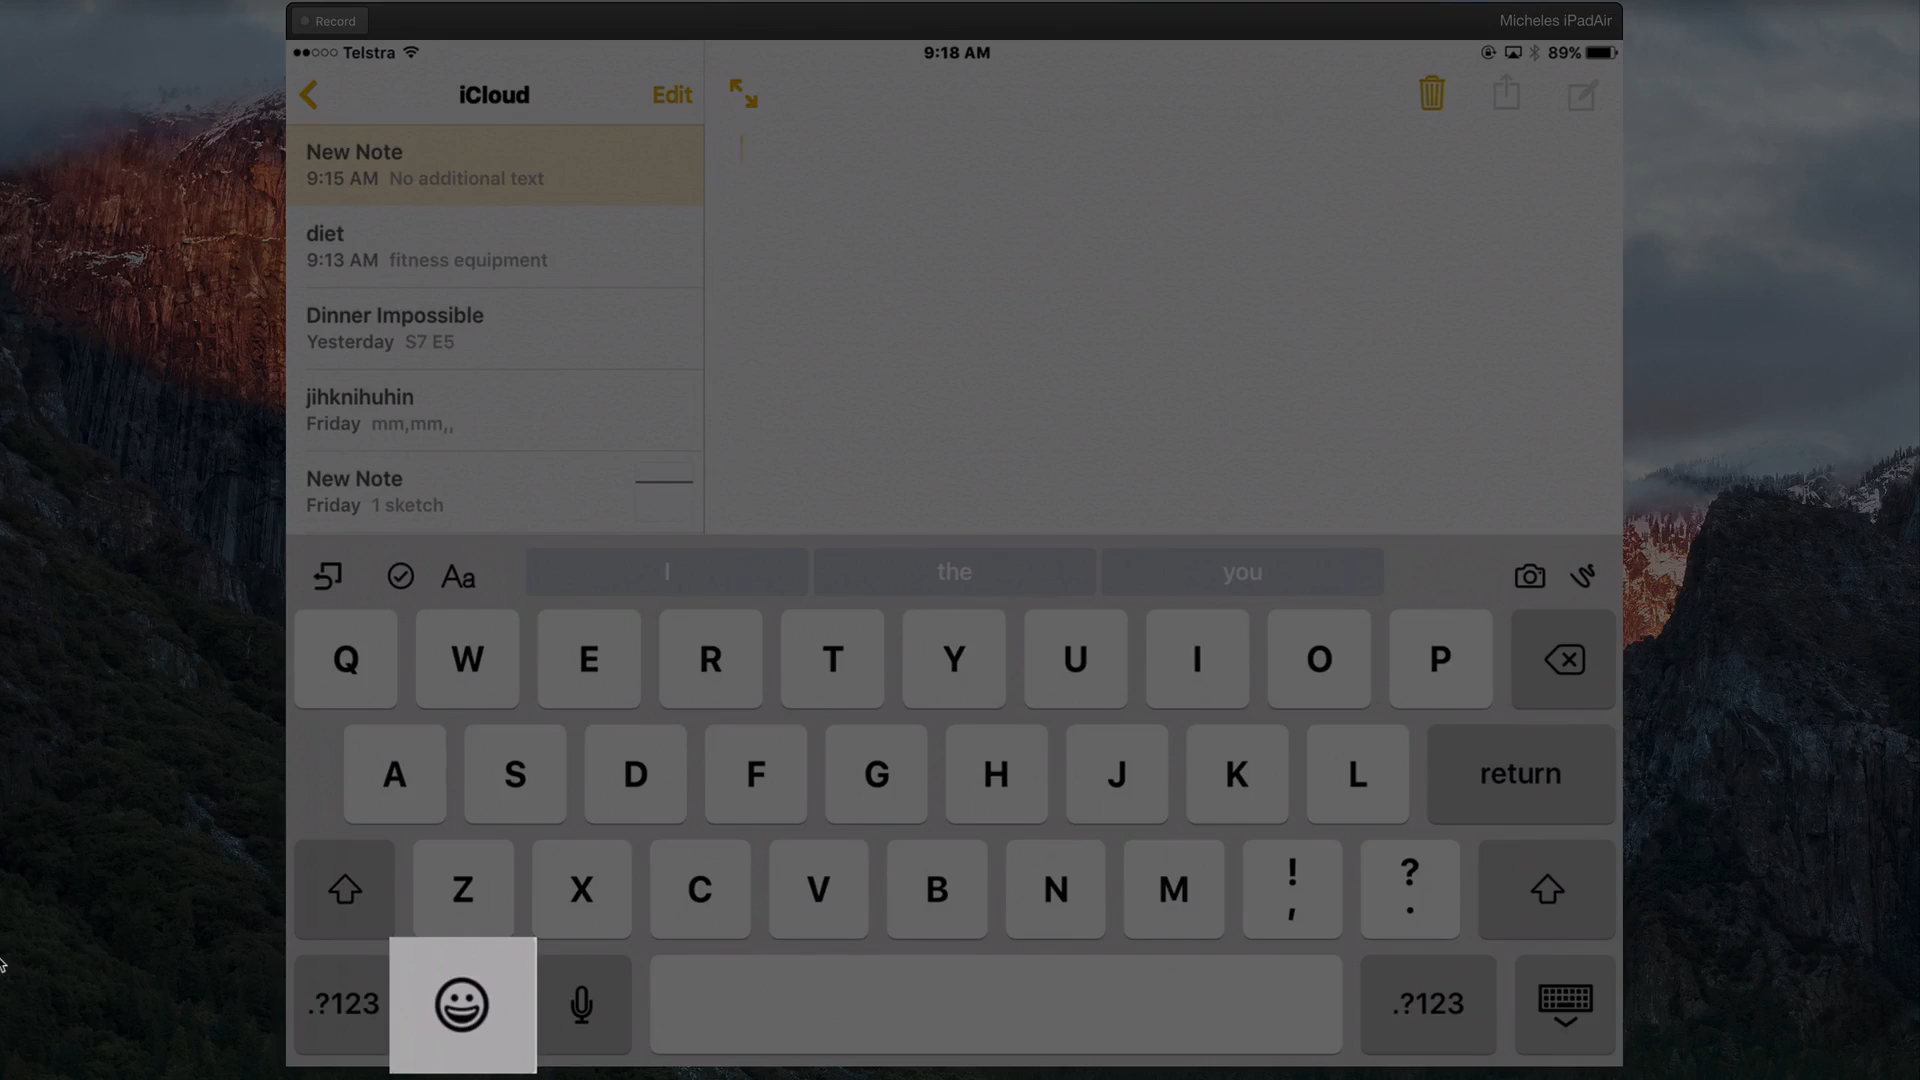 Record
Micheles iPadAir
Telstra
9:18 AM
89%
iCloud
Edit
New Note
9:15 AM No additional text
diet
9:13 AM fitness equipment
Dinner Impossible
Yesterday S7 E5
jihknihuhin
Friday mm,mm,,
New Note
Friday 1 sketch
Aa
I
the
you
Q W E R T Y U I O P
A S D F G H J K L return
Z X C V B N M ! , ? .
.?123
.?123